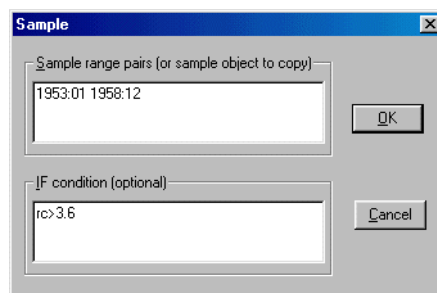 Sample
Sample range pairs (or sample object to copy)
1953:01 1958:12
OK
IF condition (optional)
rc>3.6
Cancel